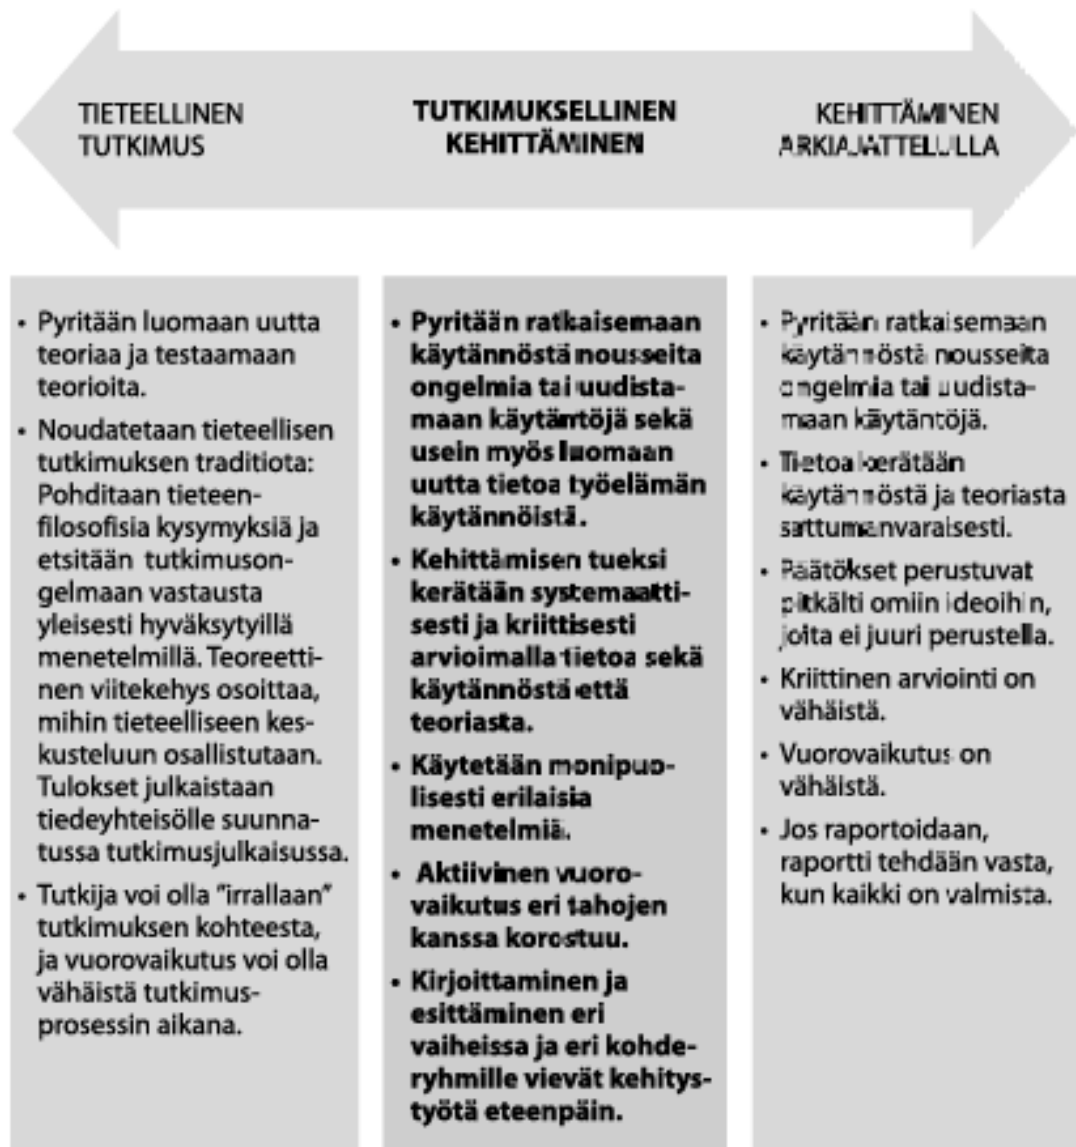 TIETEELLINEN
TUTKIMUS
TUTKIMUKSELLINEN
KEHITTÄMINEN
KEHITTÄMINEN
ARKIAJATTELULLA
• Pyritään luomaan uutta
teoriaa ja testaamaan
teorioita.
• Noudatetaan tieteellisen
tutkimuksen traditiota:
Pohditaan tieteen-
filosofisia kysymyksiä ja
etsitään tutkimuson-
gelmaan vastausta
yleisesti hyväksytyillä
menetelmillä. Teoreetti-
nen viitekehys osoittaa,
mihin tieteelliseen kes-
kusteluun osallistutaan.
Tulokset julkaistaan
tiedeyhteisölle suunna-
tussa tutkimusjulkaisussa.
• Tutkija voi olla "irrallaan"
tutkimuksen kohteesta,
ja vuorovaikutus voi olla
vähäistä tutkimus-
prosessin aikana.
• Pyritään ratkaisemaan
käytännöstä nousseita
ongelmia tai uudista-
maan käytäntöjä sekä
usein myös luomaan
uutta tietoa työelämän
käytännöistä.
• Kehittämisen tueksi
kerätään systemaatti-
sesti ja kriittisesti
arvioimalla tietoa sekä
käytännöstä että
teoriasta.
• Käytetään monipuo-
lisesti erilaisia
menetelmiä.
• Aktiivinen vuoro-
vaikutus eri tahojen
kanssa korostuu.
• Kirjoittaminen ja
esittäminen eri
vaiheissa ja eri kohde-
ryhmille vievät kehitys-
työtä eteenpäin.
• Pyritään ratkaisemaan
käytännöstä nousseita
ongelmia tai uudista-
maan käytäntöjä.
• Tietoa kerätään
käytännöstä ja teoriasta
sattumanvaraisesti.
• Päätökset perustuvat
pitkälti omiin ideoihin,
joita ei juuri perustella.
• Kriittinen arviointi on
vähäistä.
• Vuorovaikutus on
vähäistä.
• Jos raportoidaan,
raportti tehdään vasta,
kun kaikki on valmista.